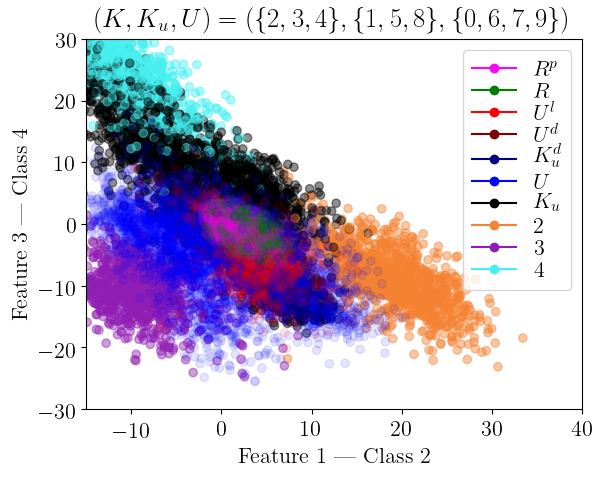 (K, K_u, U) = ({2, 3, 4}, {1, 5, 8}, {0, 6, 7, 9})
30
20
10
0
−10
−20
−30
Feature 3 — Class 4
R^p
R
U^l
U^d
K_u^d
U
K_u
2
3
4
−10
0
10
20
30
40
Feature 1 — Class 2